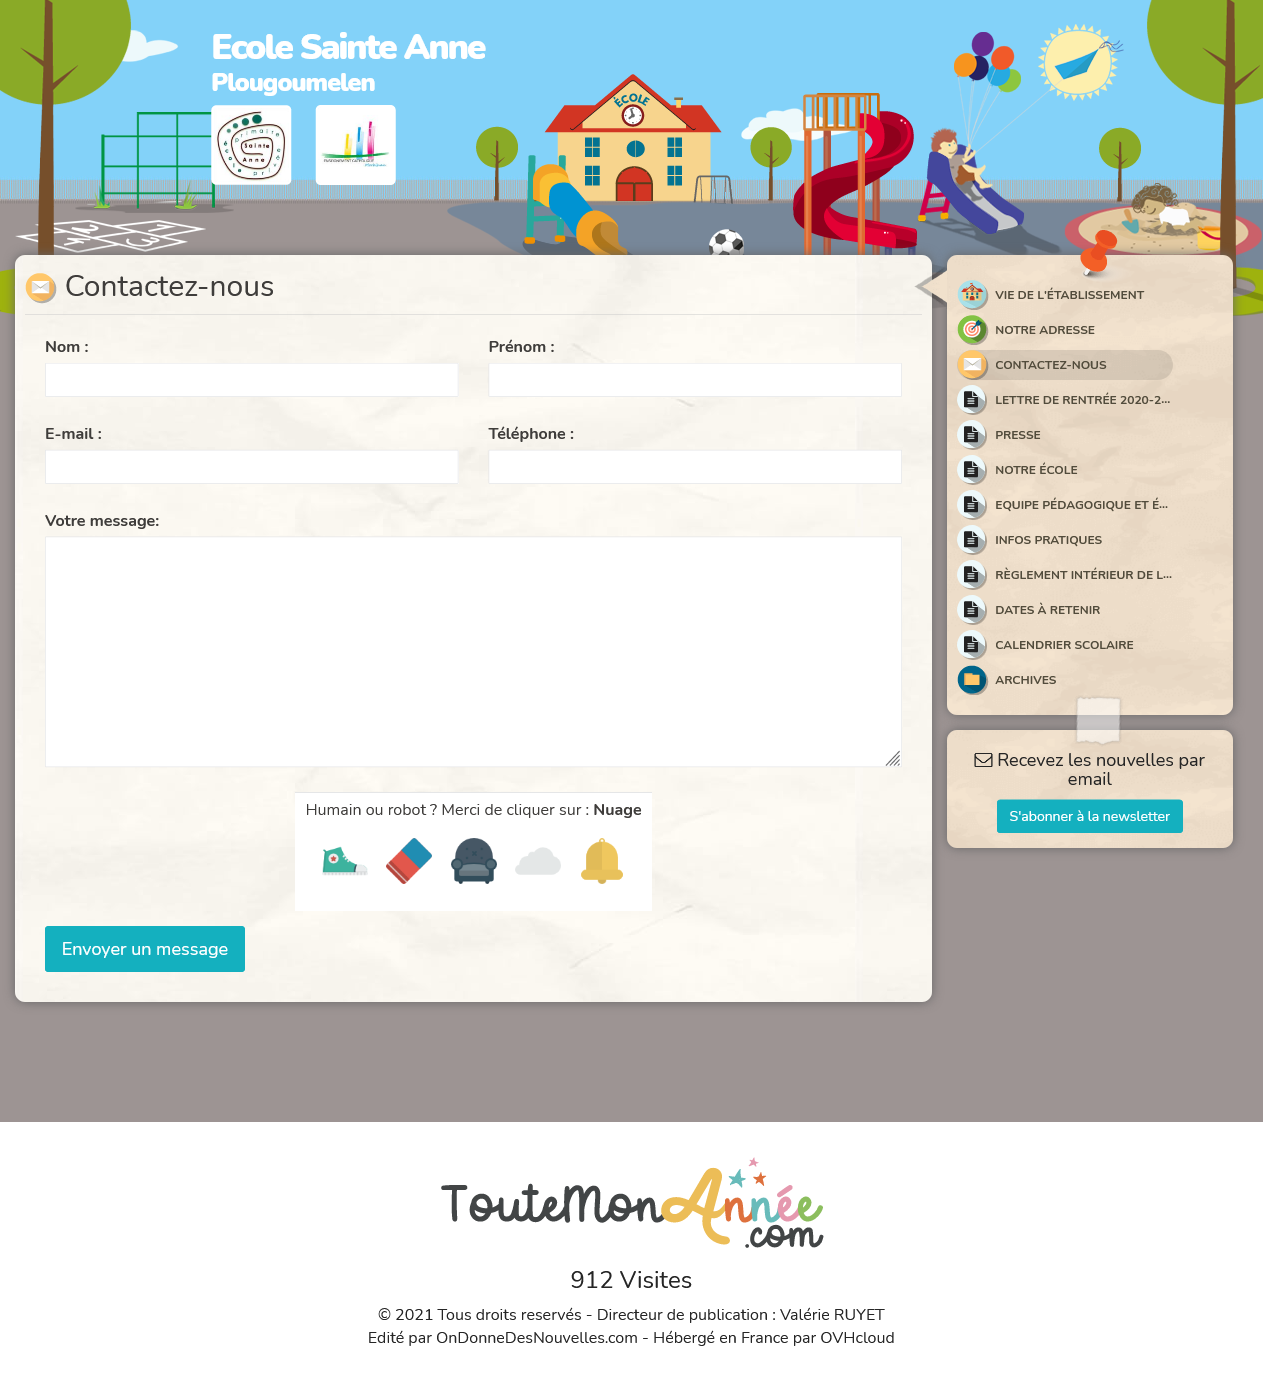 Ecole Sainte Anne
Plougoumelen
ÉCOLE
Sainte
Anne
Contactez-nous
Nom :
Prénom :
E-mail :
Téléphone :
Votre message:
Humain ou robot ? Merci de cliquer sur : Nuage
Envoyer un message
VIE DE L'ÉTABLISSEMENT
NOTRE ADRESSE
CONTACTEZ-NOUS
LETTRE DE RENTRÉE 2020-2...
PRESSE
NOTRE ÉCOLE
EQUIPE PÉDAGOGIQUE ET É...
INFOS PRATIQUES
RÈGLEMENT INTÉRIEUR DE L...
DATES À RETENIR
CALENDRIER SCOLAIRE
ARCHIVES
Recevez les nouvelles par
email
S'abonner à la newsletter
TouteMonAnnée
.com
912 Visites
© 2021 Tous droits reservés - Directeur de publication : Valérie RUYET
Edité par OnDonneDesNouvelles.com - Hébergé en France par OVHcloud